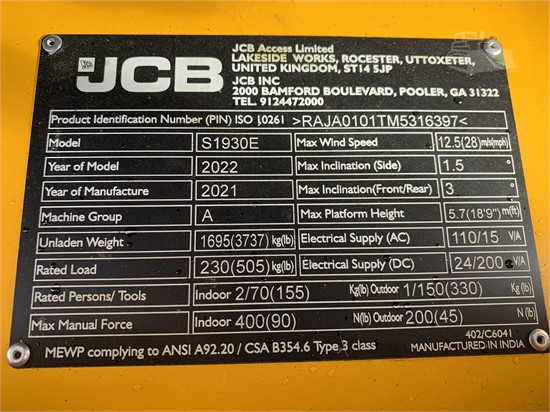 JCB
JCB Access Limited
LAKESIDE WORKS, ROCESTER, UTTOXETER,
UNITED KINGDOM, ST14 5JP
JCB INC
2000 BAMFORD BOULEVARD, POOLER, GA 31322
TEL. 9124472000
Product Identification Number (PIN) ISO 10261 >RAJA0101TM5316397<
Model S1930E Max Wind Speed 12.5(28) m/s(mph)
Year of Model 2022 Max Inclination (Side) 1.5 °
Year of Manufacture 2021 Max Inclination(Front/Rear) 3 °
Machine Group A Max Platform Height 5.7(18'9") m(ft)
Unladen Weight 1695(3737) kg(lb) Electrical Supply (AC) 110/15 V/A
Rated Load 230(505) kg(lb) Electrical Supply (DC) 24/200 V/A
Rated Persons/ Tools Indoor 2/70(155) Kg(lb) Outdoor 1/150(330) Kg(lb)
Max Manual Force Indoor 400(90) N(lb) Outdoor 200(45) N(lb)
402/C6041
MEWP complying to ANSI A92.20 / CSA B354.6 Type 3 class MANUFACTURED IN INDIA